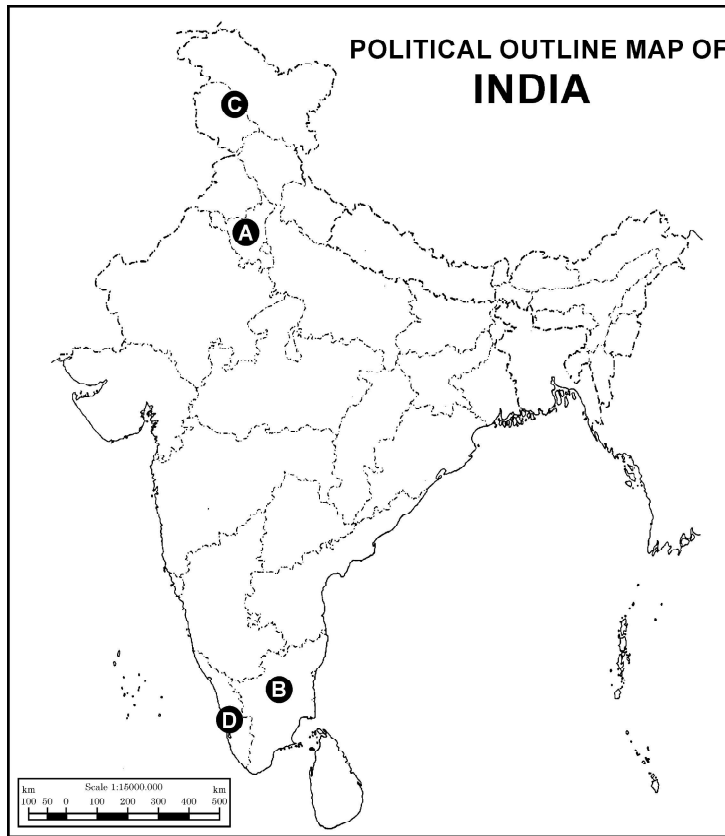 POLITICAL OUTLINE MAP OF
INDIA
C
A
B
D
Scale 1:15000.000
km km
100 50 0 100 200 300 400 500